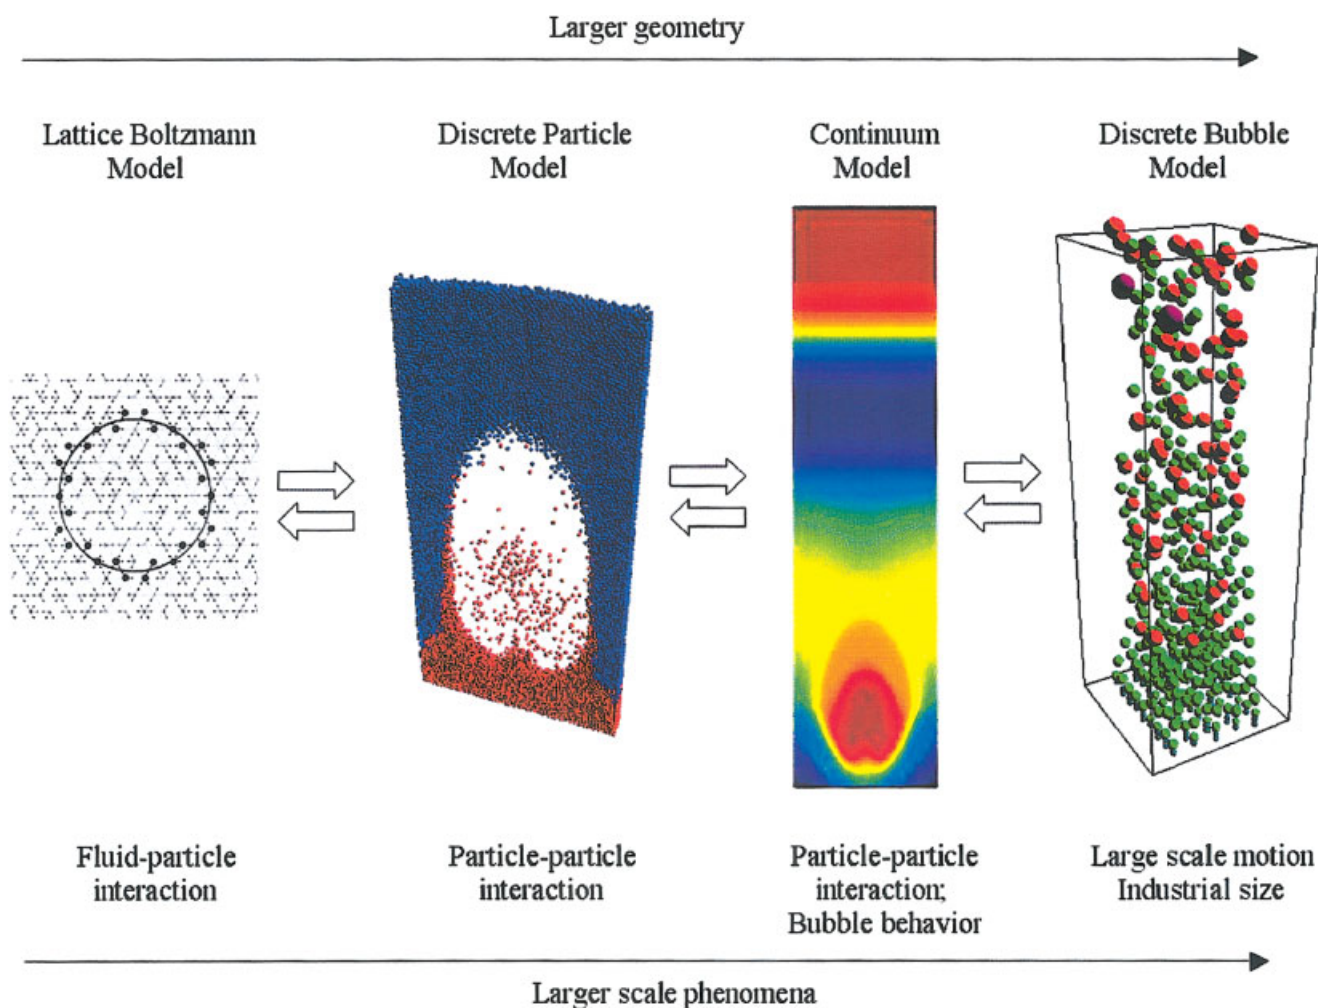 Larger geometry
Lattice Boltzmann
Model
Discrete Particle
Model
Continuum
Model
Discrete Bubble
Model
Fluid-particle
interaction
Particle-particle
interaction
Particle-particle
interaction;
Bubble behavior
Large scale motion
Industrial size
Larger scale phenomena